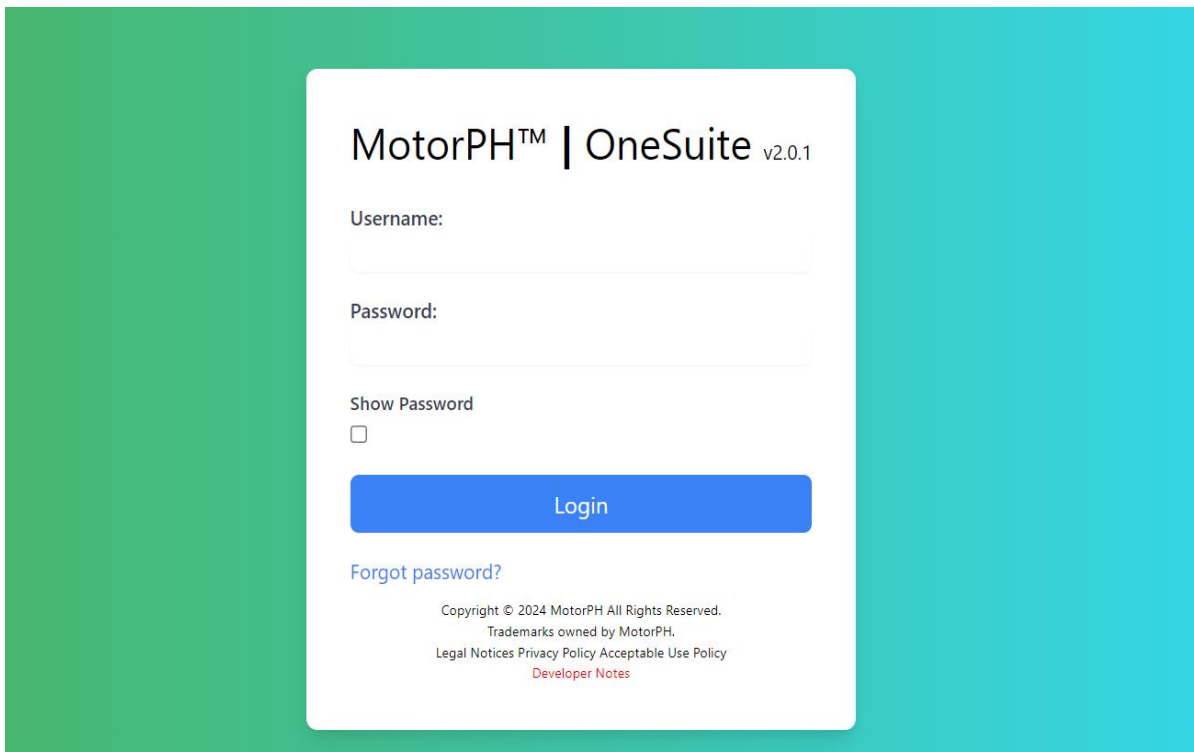 MotorPH™ | OneSuite v2.0.1
Username:
Password:
Show Password
Login
Forgot password?
Copyright © 2024 MotorPH All Rights Reserved.
Trademarks owned by MotorPH.
Legal Notices Privacy Policy Acceptable Use Policy
Developer Notes